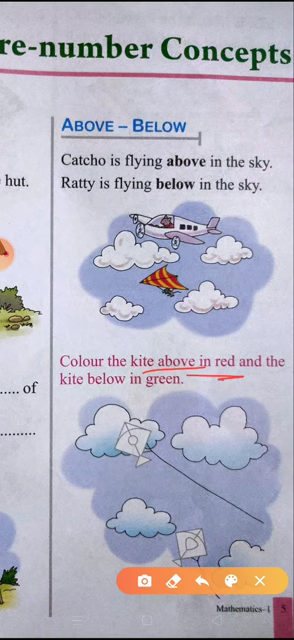 re-number Concepts
ABOVE – BELOW
Catcho is flying above in the sky.
hut.
Ratty is flying below in the sky.
Colour the kite above in red and the
kite below in green.
..... of
..........
Mathematics-1 5